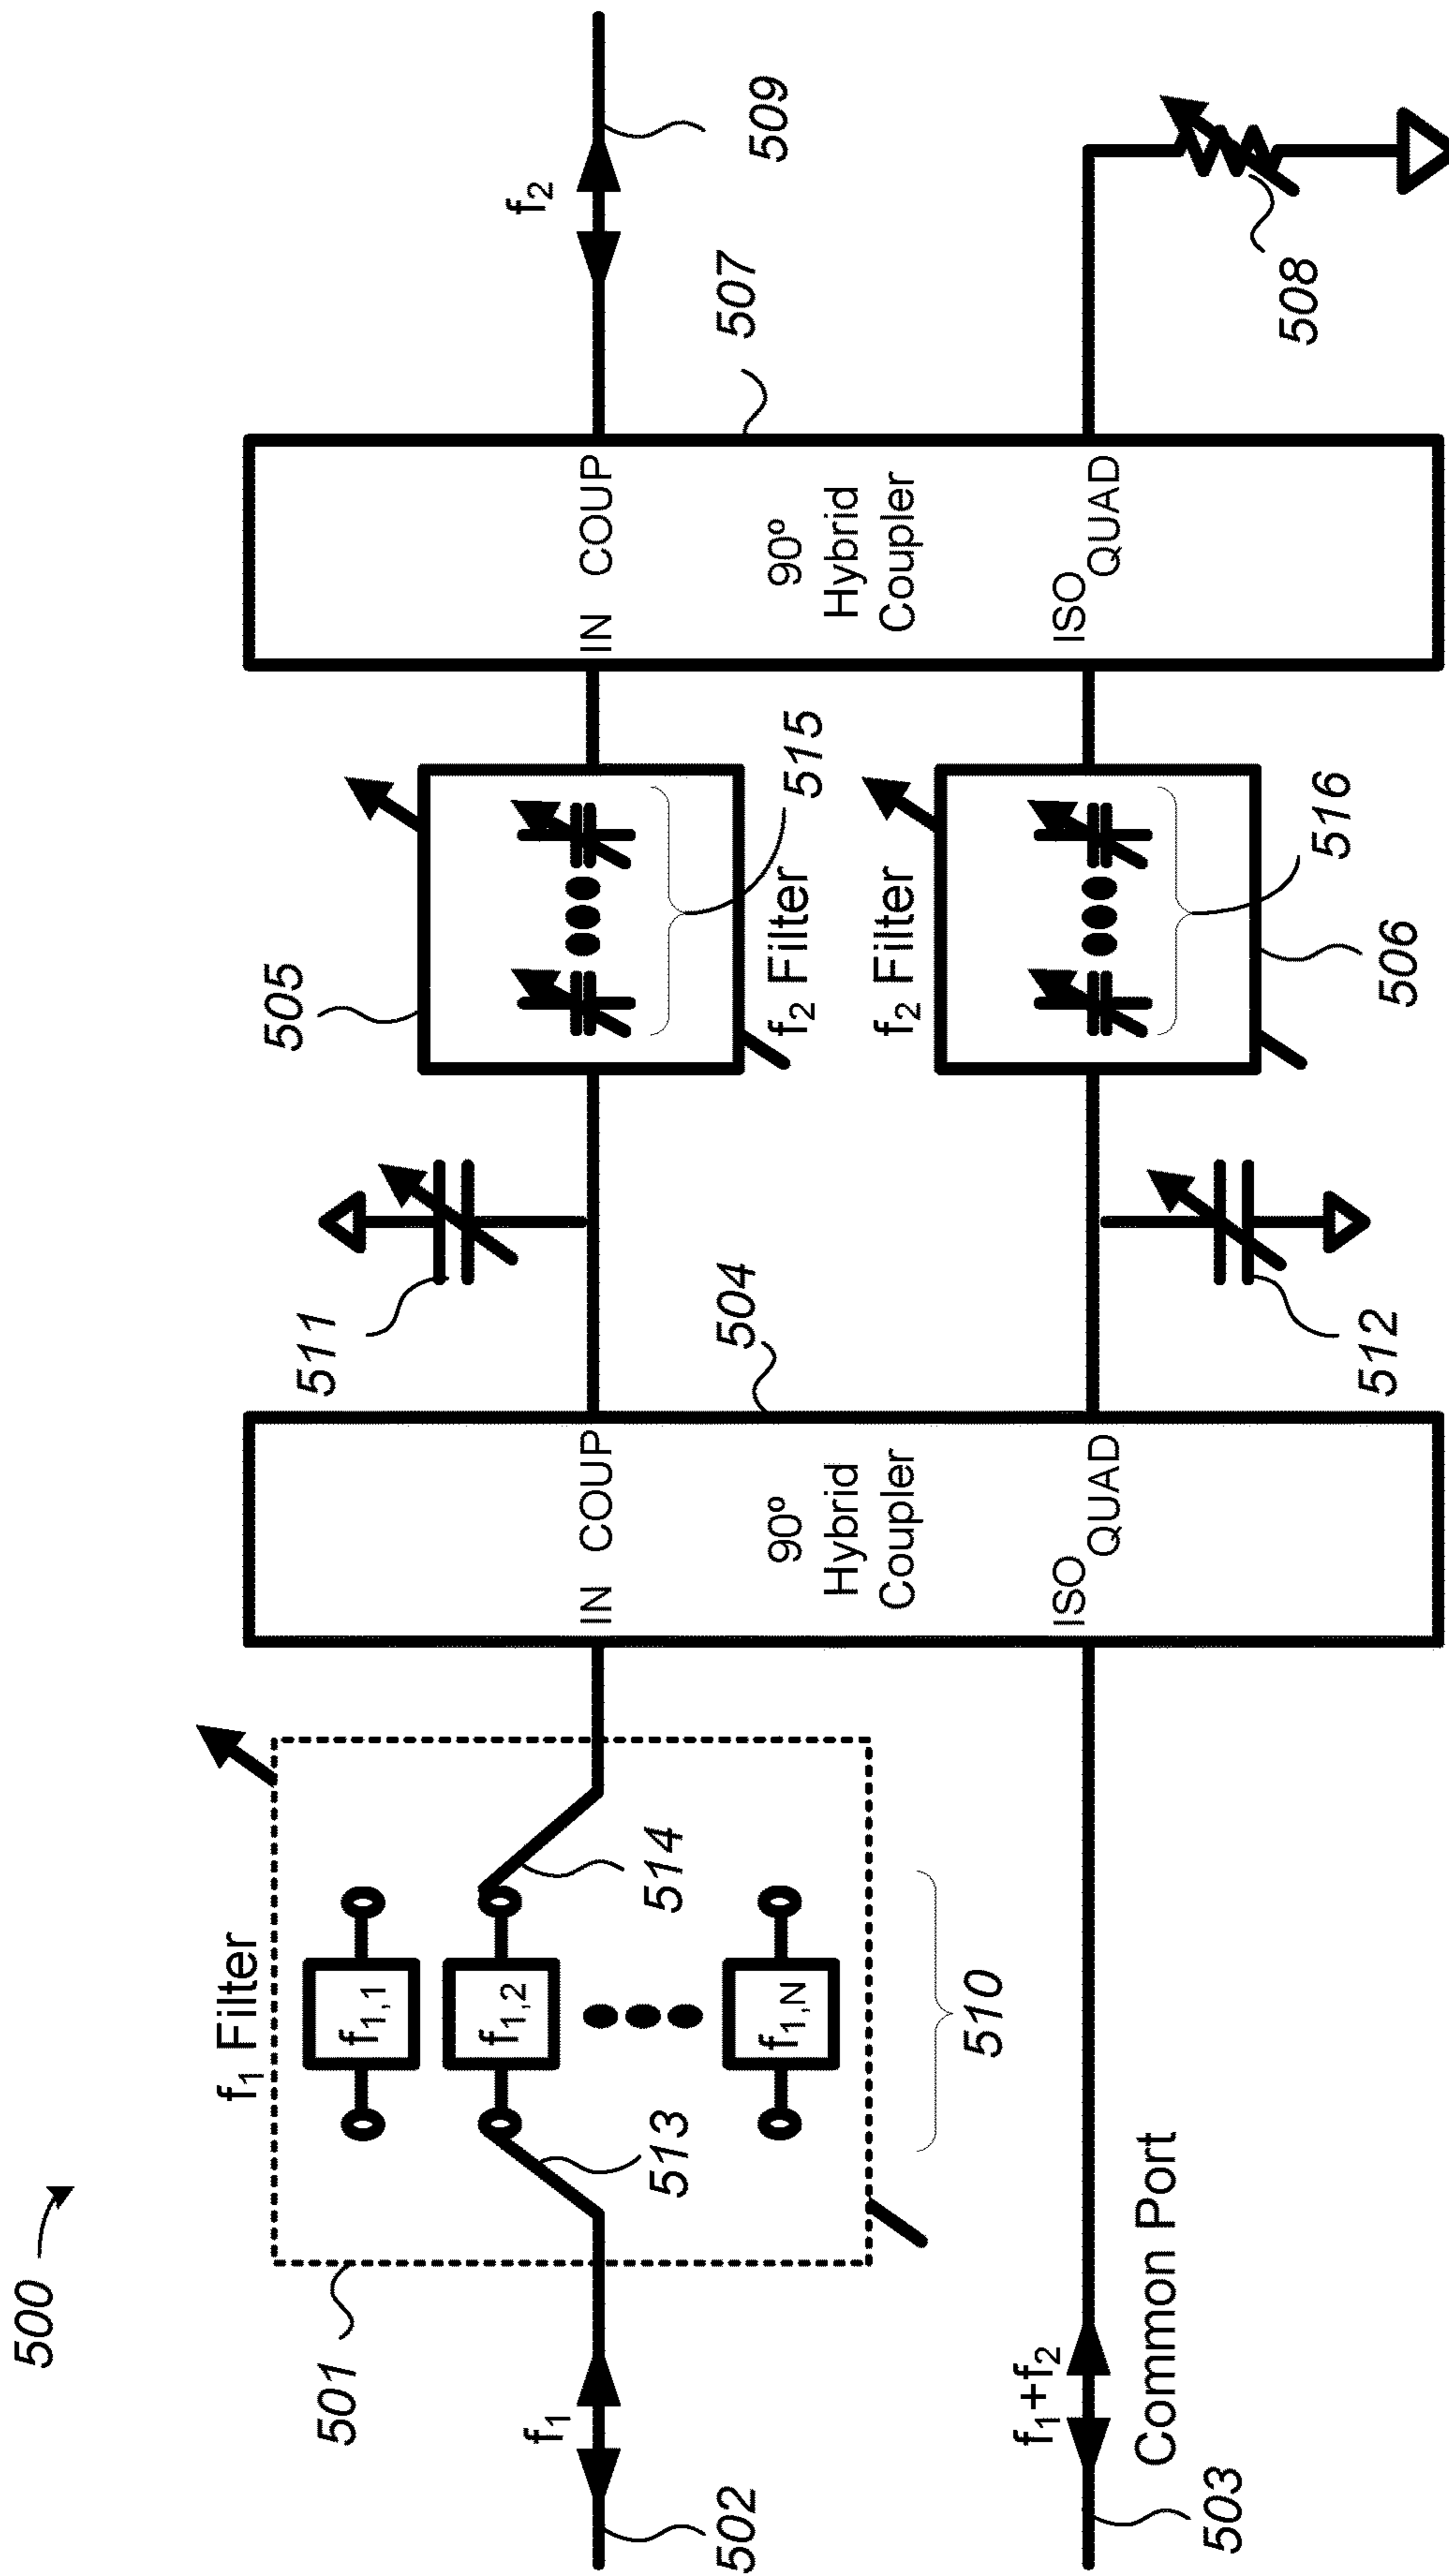 500
501
f1 Filter
f1,1
f1,2
f1,N
513
514
510
f1
502
f1+f2
Common Port
503
IN COUP
90º
Hybrid
Coupler
ISO QUAD
504
511
512
505
515
f2 Filter
f2 Filter
516
506
IN COUP
90º
Hybrid
Coupler
ISO QUAD
507
f2
509
508